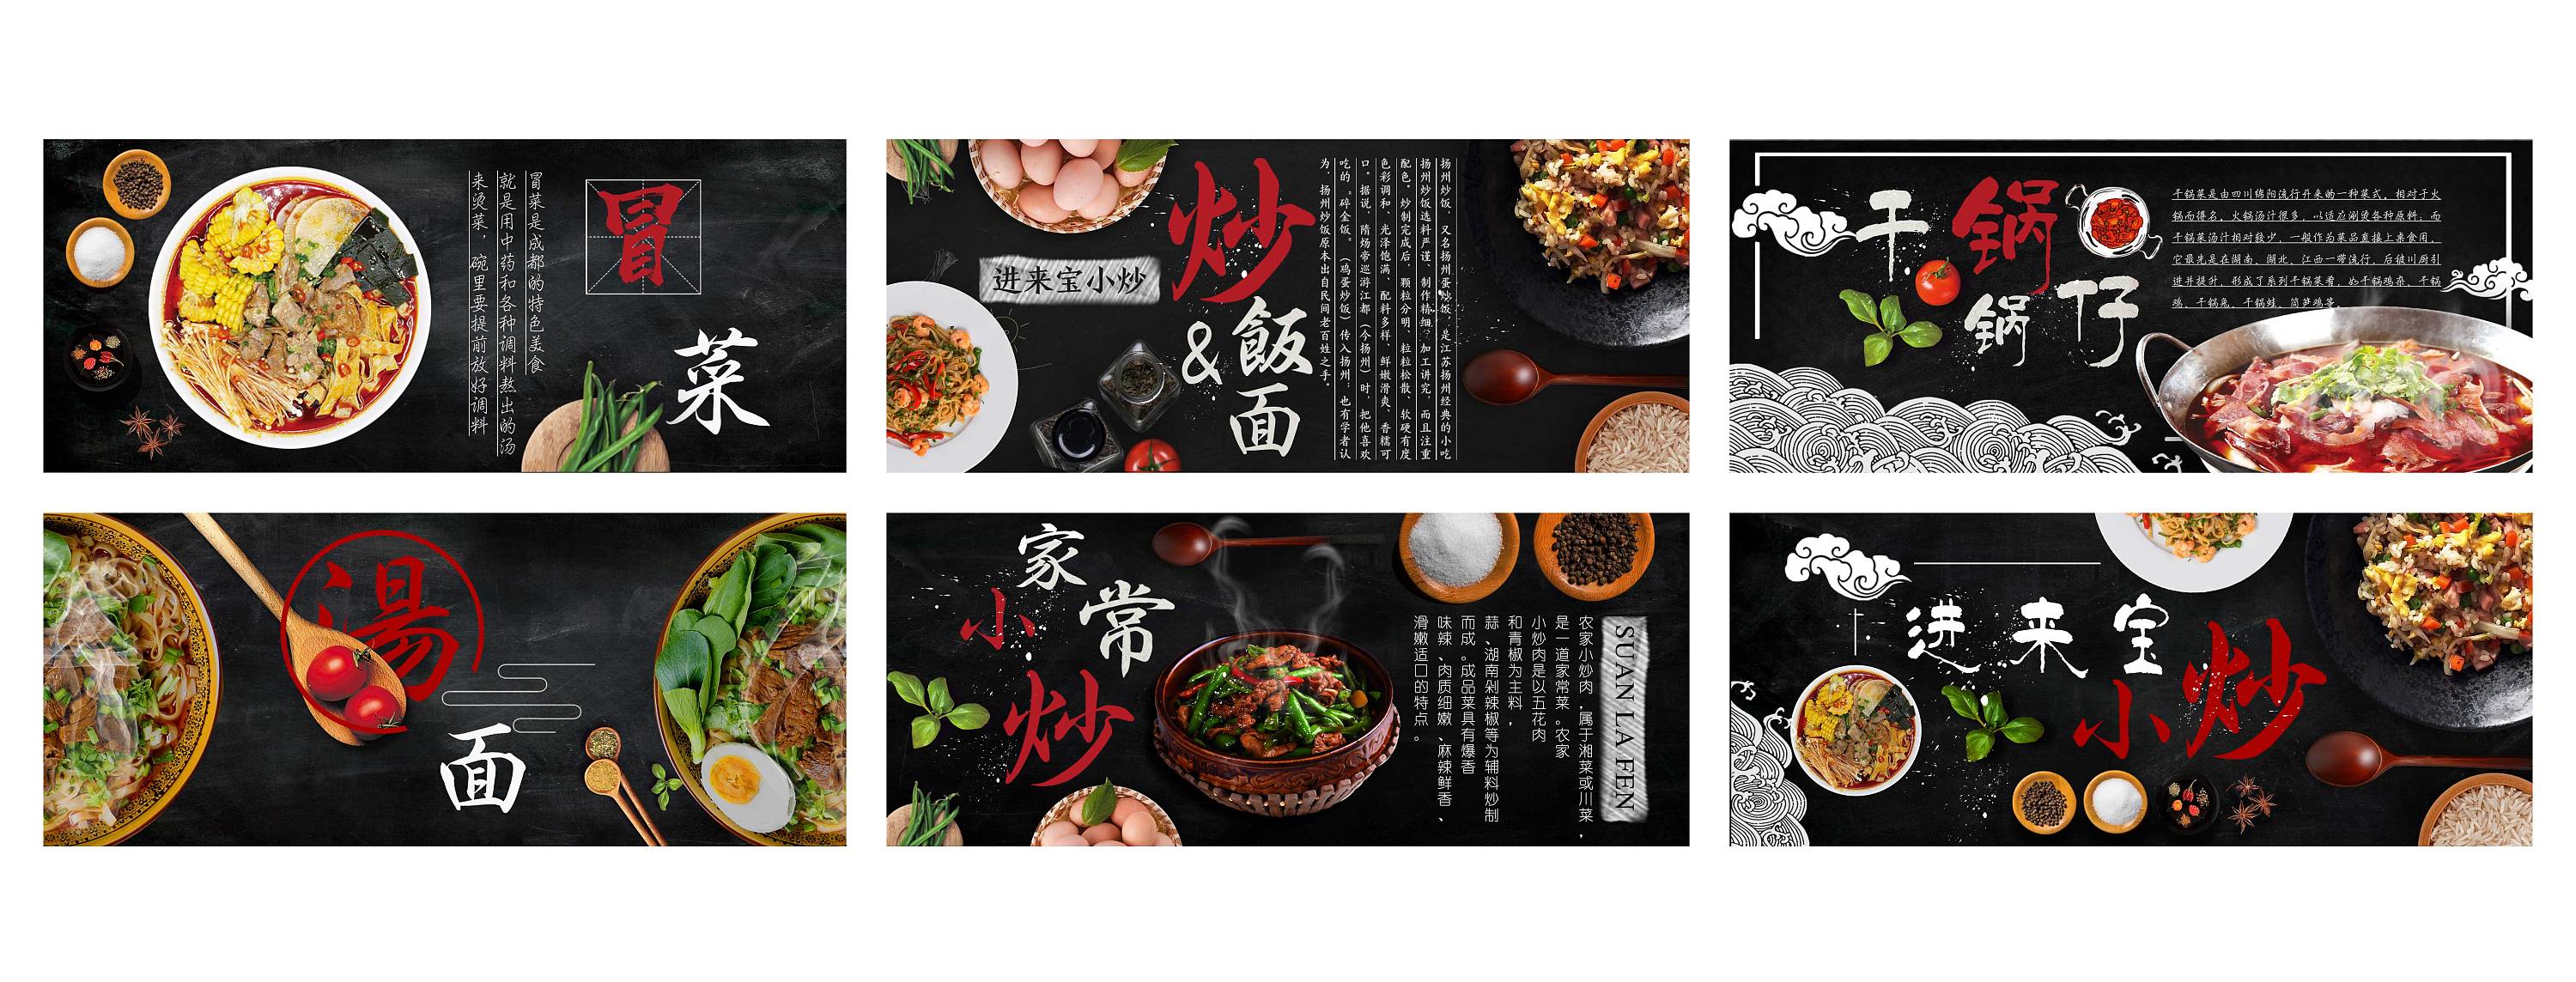 冒菜
冒菜是成都的特色美食
就是用中药和各种调料熬出的汤
来烫菜，碗里要提前放好调料
进来宝小炒
炒
&飯
面
扬州炒饭，又名扬州蛋炒饭，是江苏扬州经典的小吃
扬州炒饭选料严谨，制作精细，加工讲究，而且注重
配色。炒制完成后，颗粒分明，粒粒松散，软硬有度
色彩调和，光泽饱满，配料多样，鲜嫩滑爽，香糯可
口。据说，隋炀帝巡游江都（今扬州）时，把他喜欢
吃的“碎金饭。（鸡蛋炒饭）传入扬州；也有学者认
为，扬州炒饭原本出自民间老百姓之手。
干锅
锅仔
干锅菜是由四川绵阳流行开来的一种菜式。相对于火
锅而得名。火锅汤汁很多，以适应涮烫各种原料；而
干锅菜汤汁相对较少，一般作为菜品直接上桌食用。
它最先是在湖南、湖北、江西一带流行，后被川厨引
进并提升，形成了系列干锅菜肴，如干锅鸡杂、干锅
鸡、干锅兔、干锅蛙、简笋鸡等。
湯
面
家常
小炒
SUAN LA FEN
农家小炒肉，属于湘菜或川菜，
是一道家常菜。农家
小炒肉是以五花肉
和青椒为主料，
蒜、湖南剁辣椒等为辅料炒制
而成。成品菜具有爆香
味辣、肉质细嫩、麻辣鲜香、
滑嫩适口的特点。
进来宝
小炒